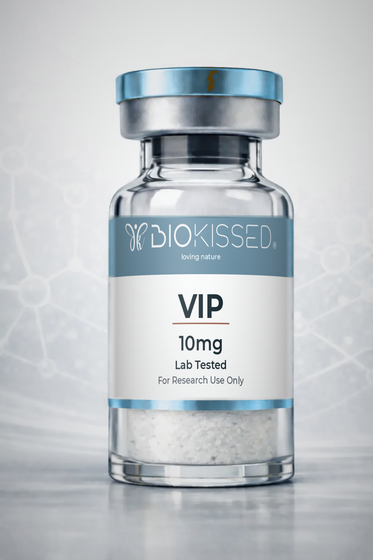 BIOKISSED®
loving nature
VIP
10mg
Lab Tested
For Research Use Only